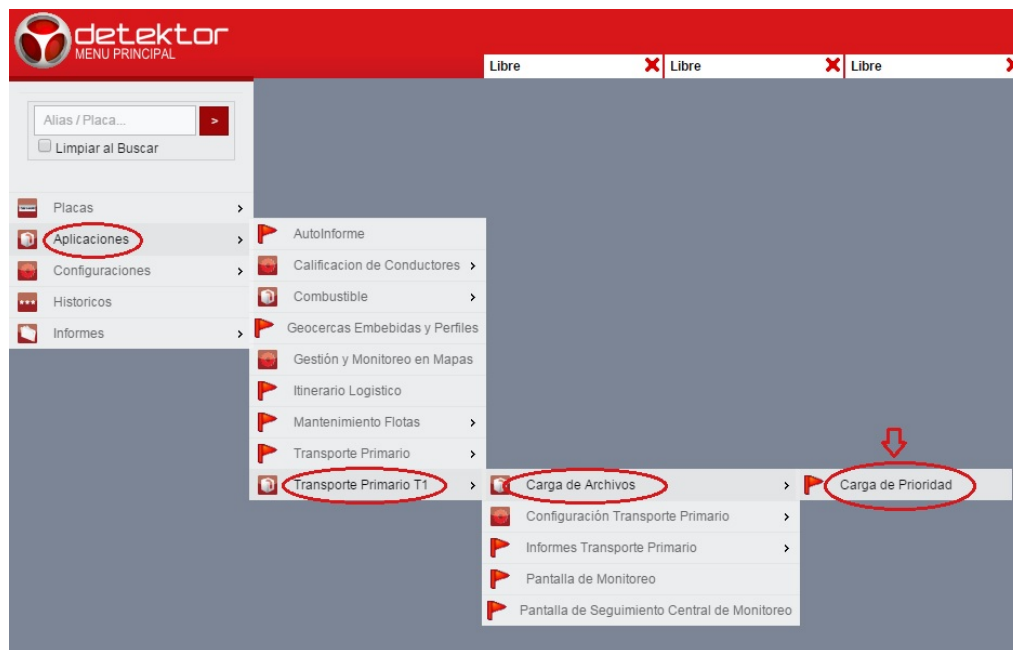 detektor
MENU PRINCIPAL
Libre
Libre
Libre
Alias / Placa...
>
Limpiar al Buscar
Placas
Aplicaciones
Configuraciones
Historicos
Informes
AutoInforme
Calificacion de Conductores
Combustible
Geocercas Embebidas y Perfiles
Gestión y Monitoreo en Mapas
Itinerario Logistico
Mantenimiento Flotas
Transporte Primario
Transporte Primario T1
Carga de Archivos
Configuración Transporte Primario
Informes Transporte Primario
Pantalla de Monitoreo
Pantalla de Seguimiento Central de Monitoreo
Carga de Prioridad